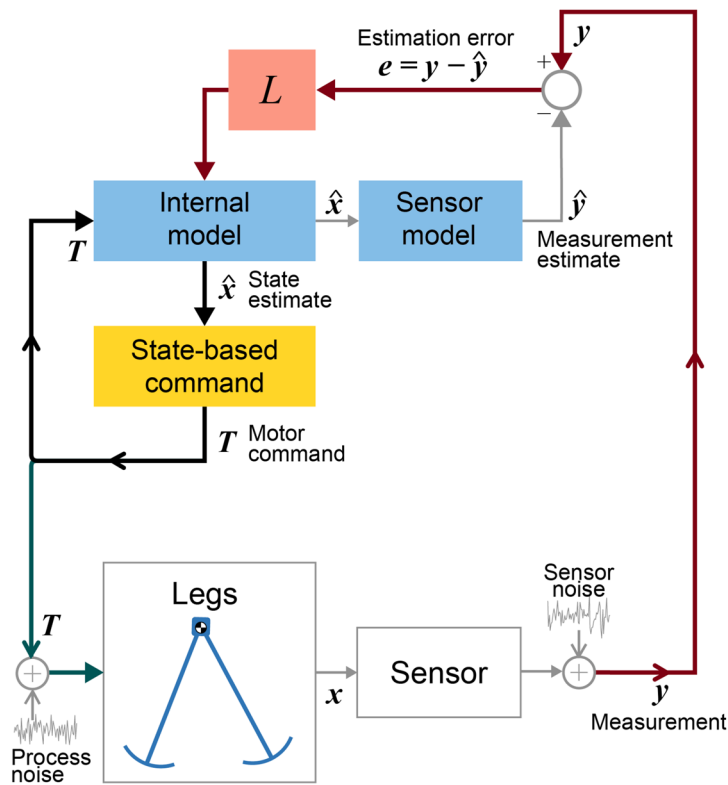 Estimation error
e = y − ŷ
y
+
−
L
Internal
model
x̂
Sensor
model
ŷ
Measurement
estimate
T
x̂
State
estimate
State-based
command
T
Motor
command
Legs
T
+
Process
noise
x
Sensor
Sensor
noise
+
y
Measurement